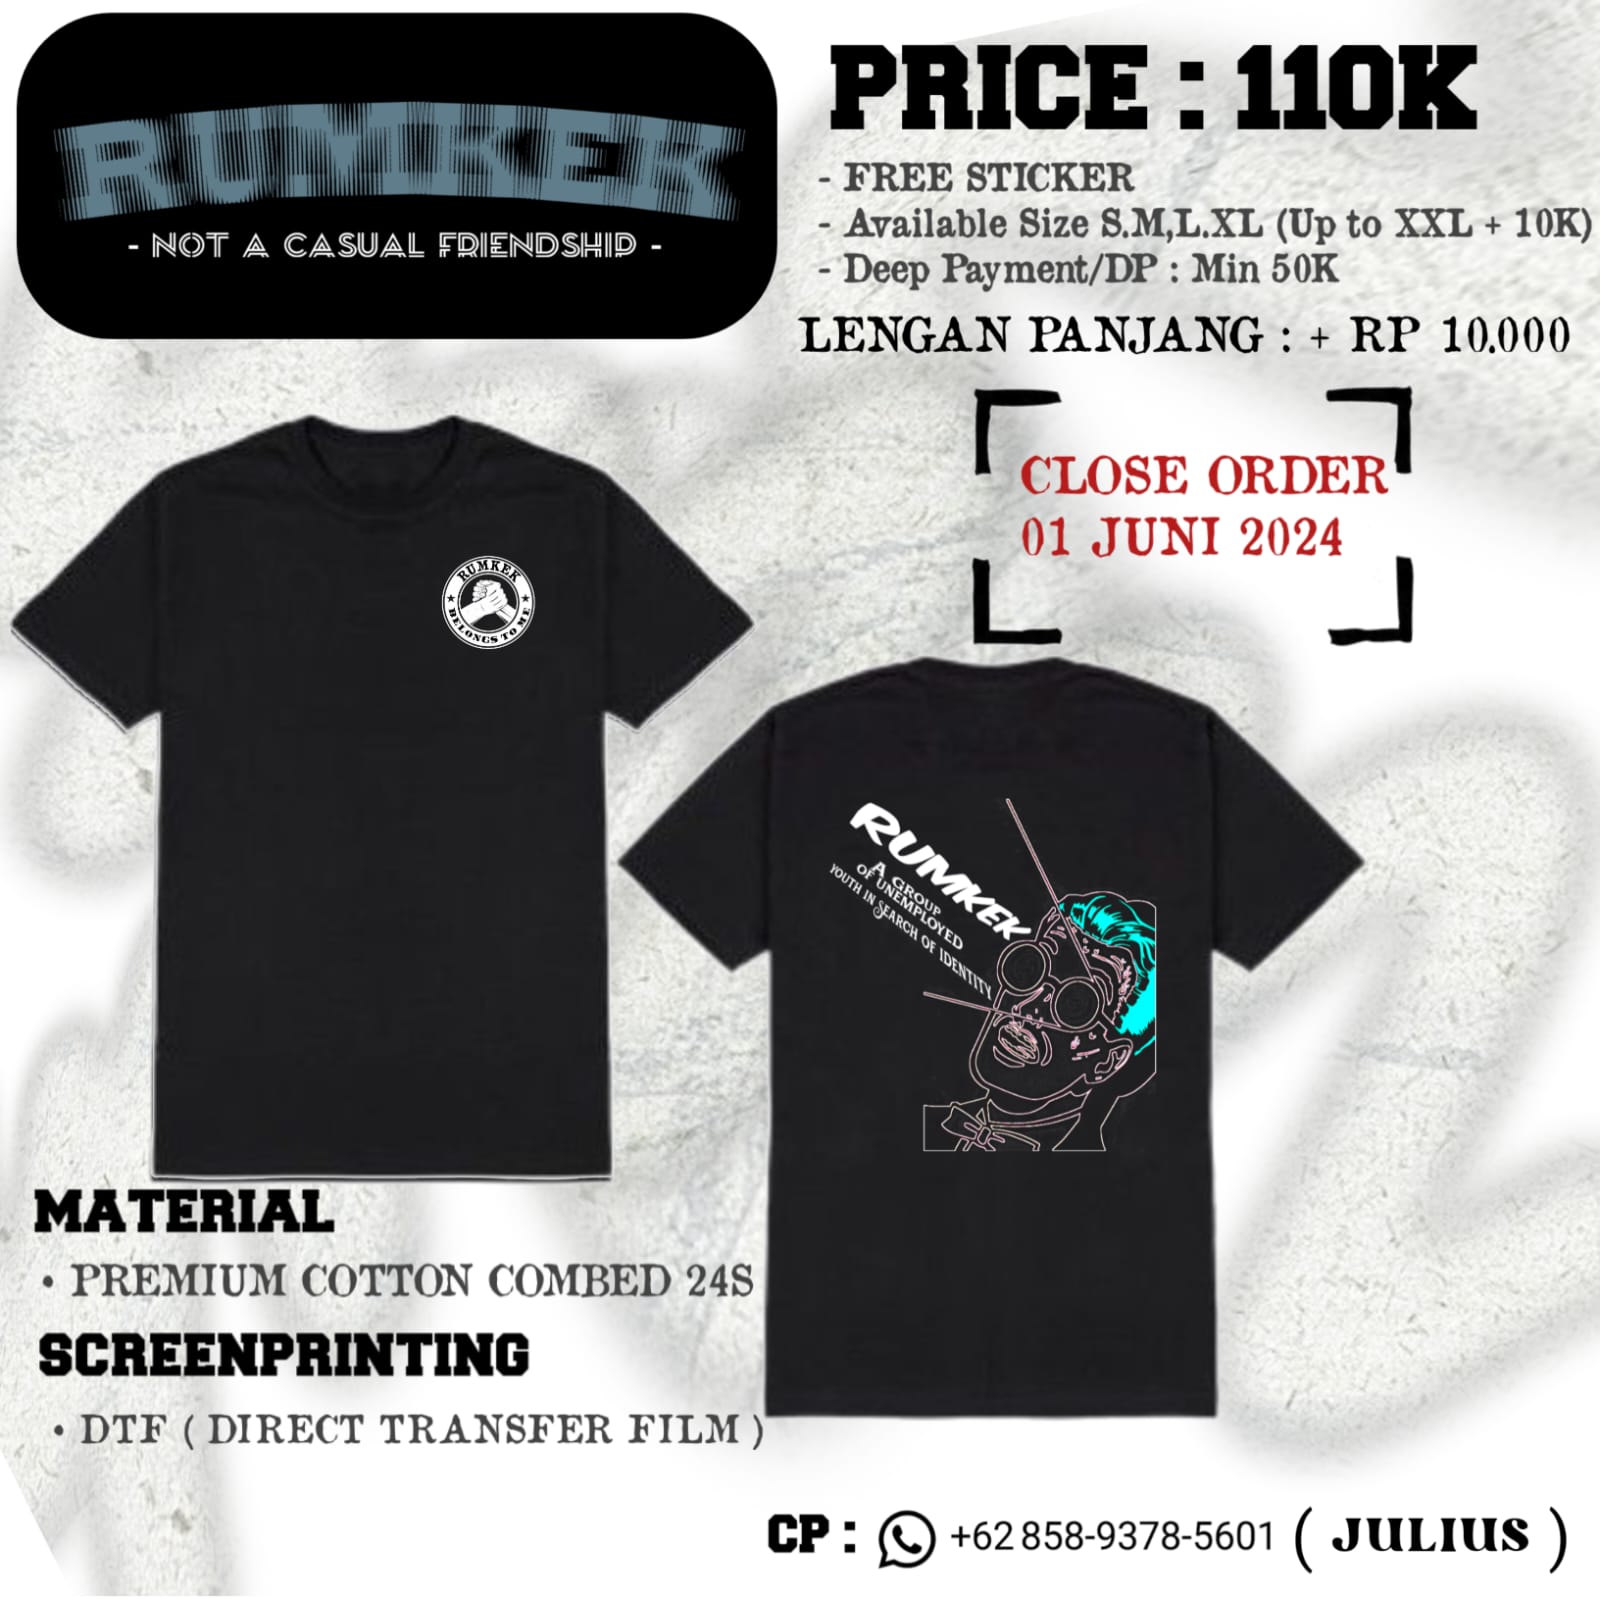 RUMKEK
- NOT A CASUAL FRIENDSHIP -
PRICE : 110K
- FREE STICKER
- Available Size S.M,L.XL (Up to XXL + 10K)
- Deep Payment/DP : Min 50K
LENGAN PANJANG : + RP 10.000
CLOSE ORDER
01 JUNI 2024
RUMKEK
BELONGS TO ME
RUMKEK
A GROUP
OF UNEMPLOYED
YOUTH IN SEARCH OF IDENTITY
MATERIAL
• PREMIUM COTTON COMBED 24S
SCREENPRINTING
• DTF ( DIRECT TRANSFER FILM )
CP : +62 858-9378-5601 ( JULIUS )